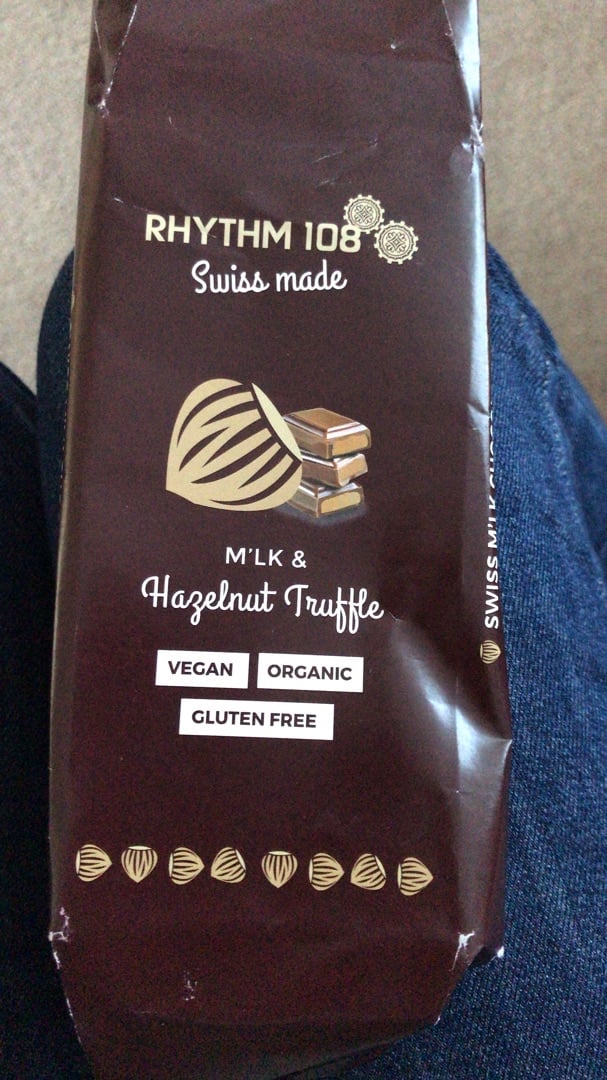 RHYTHM 108
Swiss made
M'LK &
Hazelnut Truffle
VEGAN
ORGANIC
GLUTEN FREE
SWISS M'LK